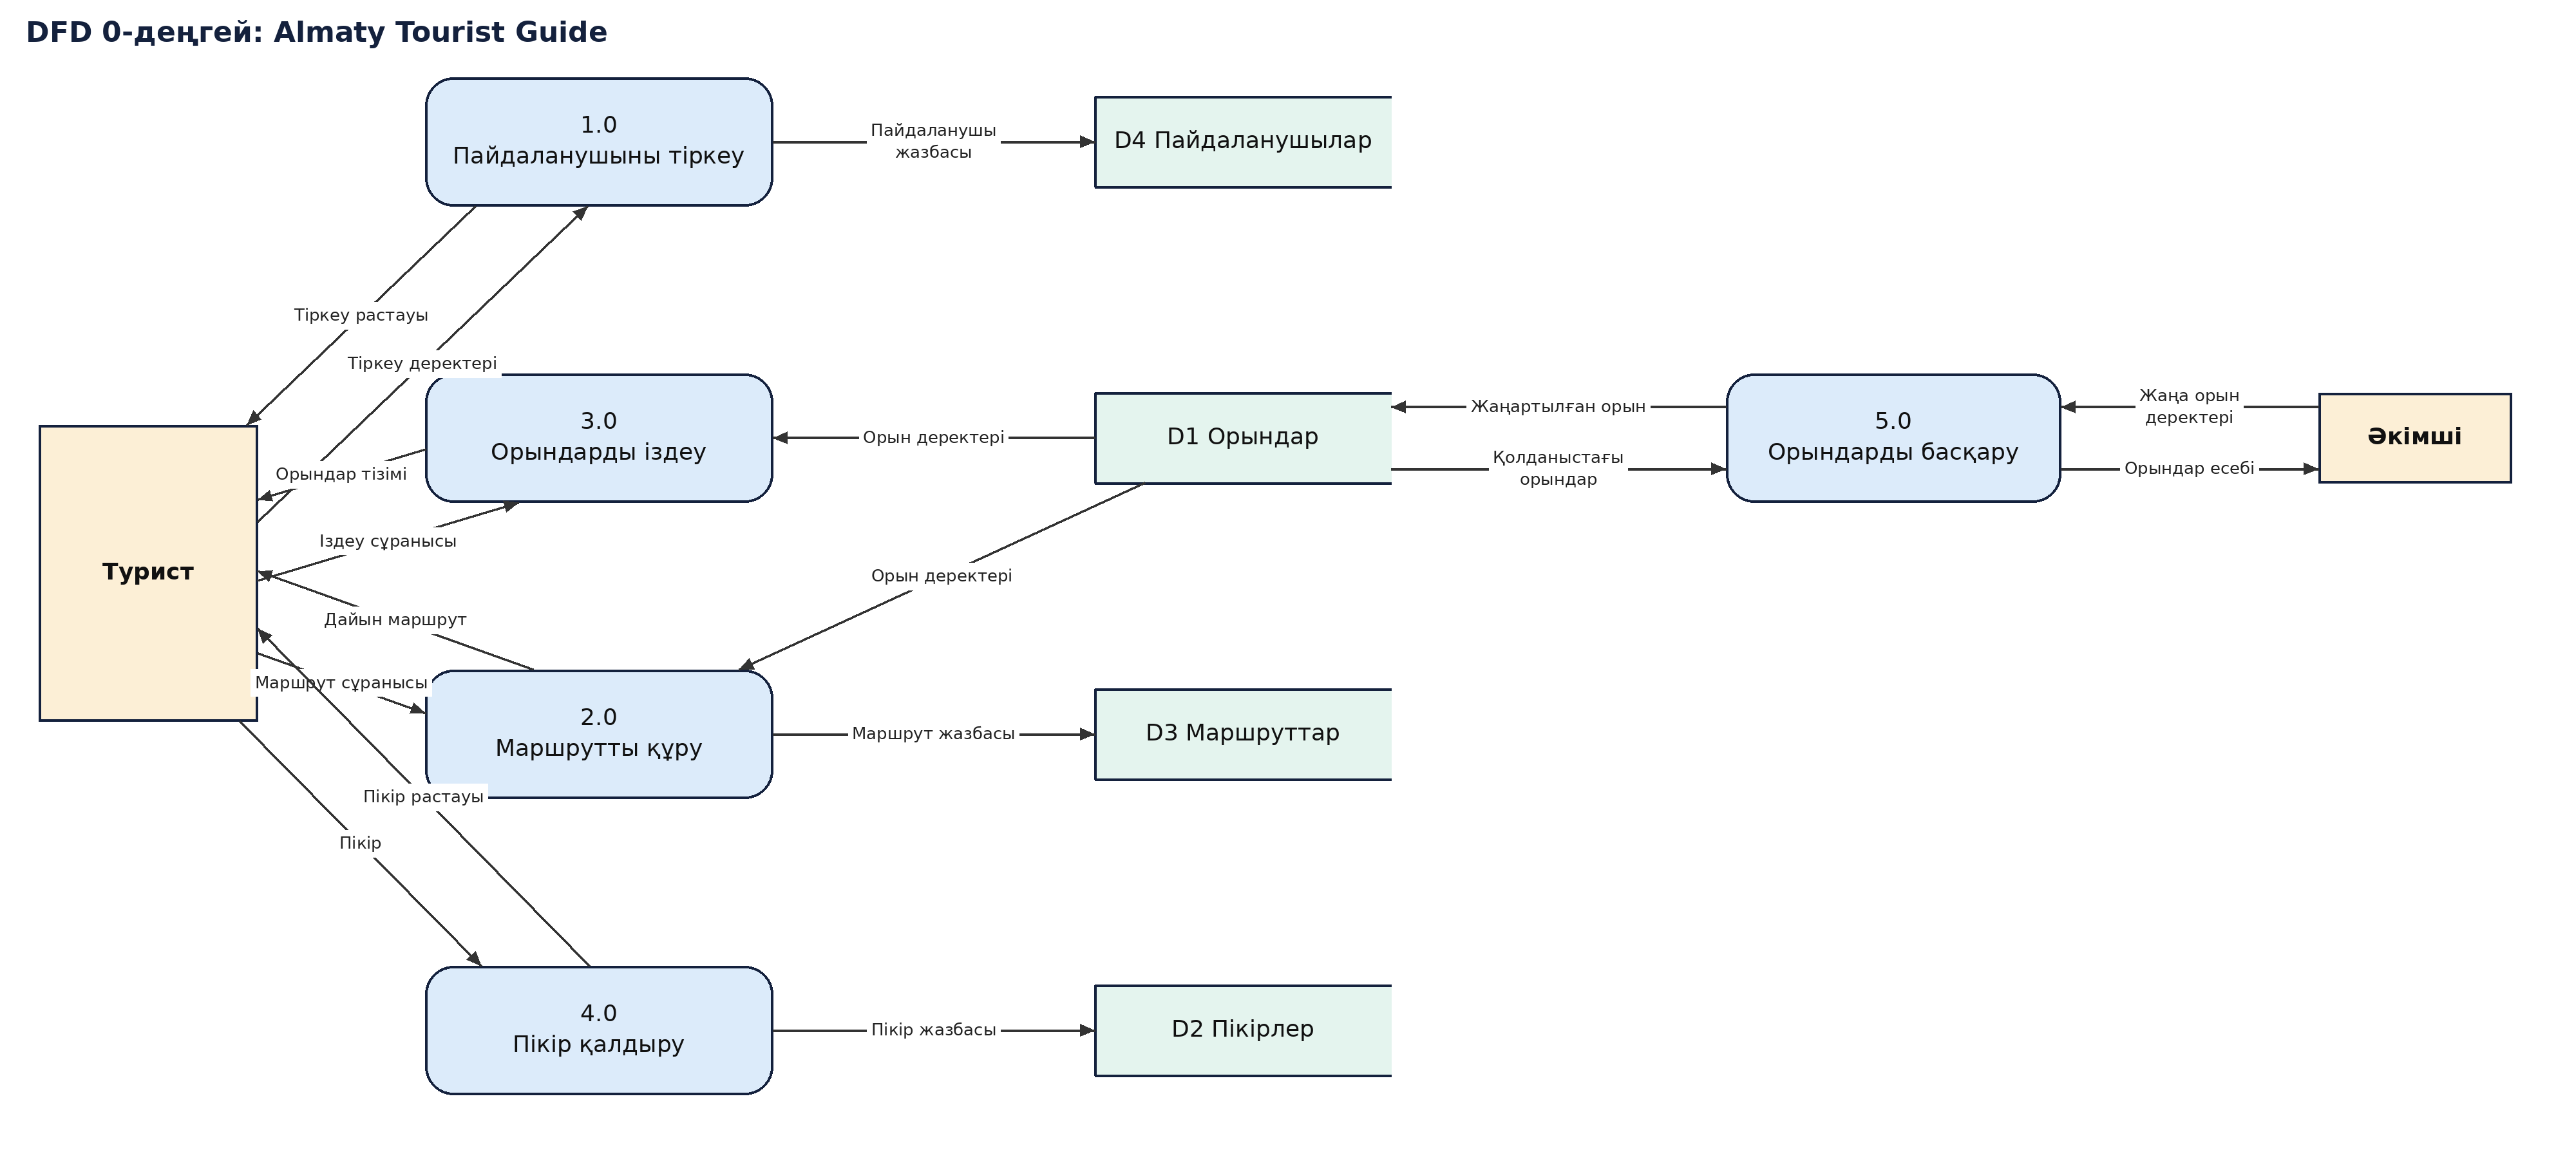 DFD 0-деңгей: Almaty Tourist Guide
1.0
Пайдаланушыны тіркеу
Пайдаланушы
жазбасы
D4 Пайдаланушылар
Тіркеу растауы
Тіркеу деректері
3.0
Орындарды іздеу
Орын деректері
D1 Орындар
Жаңартылған орын
Қолданыстағы
орындар
5.0
Орындарды басқару
Жаңа орын
деректері
Орындар есебі
Әкімші
Орындар тізімі
Іздеу сұранысы
Турист
Орын деректері
Дайын маршрут
Маршрут сұранысы
2.0
Маршрутты құру
Маршрут жазбасы
D3 Маршруттар
Пікір растауы
Пікір
4.0
Пікір қалдыру
Пікір жазбасы
D2 Пікірлер